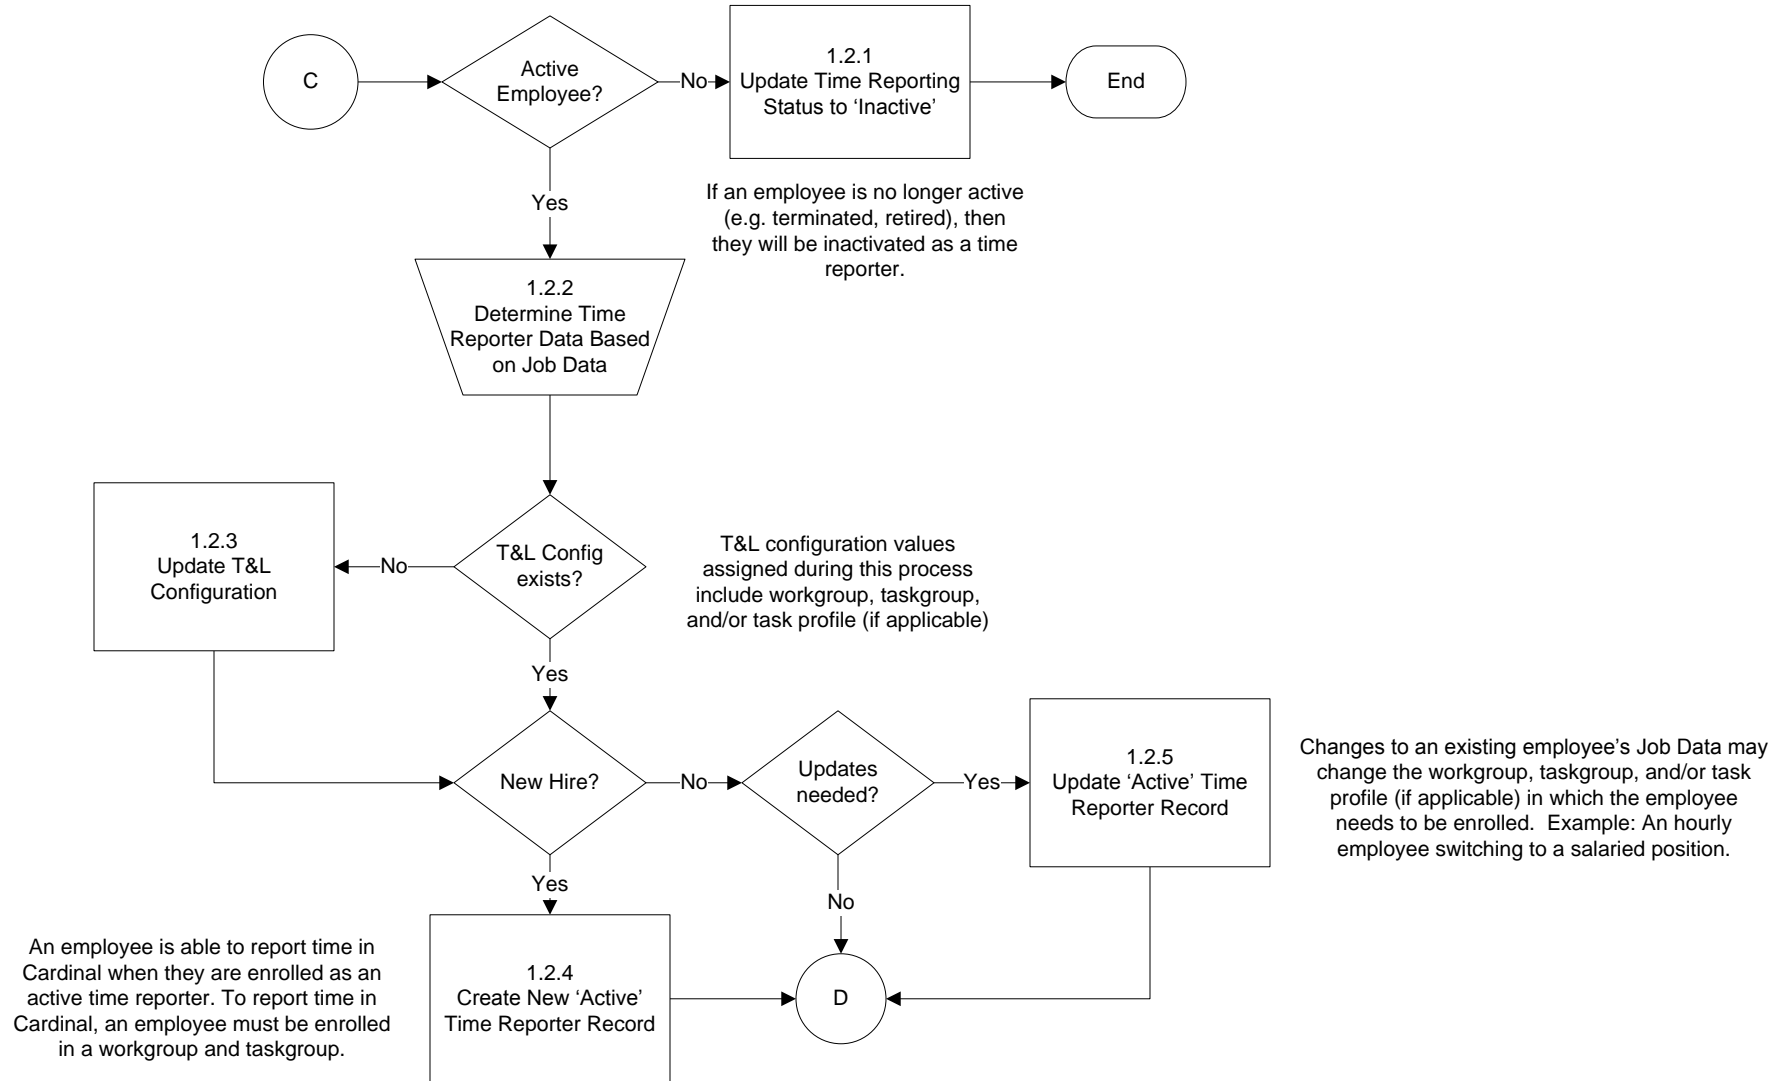 C
Active
Employee?
No
1.2.1
Update Time Reporting
Status to ‘Inactive’
End
Yes
If an employee is no longer active
(e.g. terminated, retired), then
they will be inactivated as a time
reporter.
1.2.2
Determine Time
Reporter Data Based
on Job Data
1.2.3
Update T&L
Configuration
No
T&L Config
exists?
T&L configuration values
assigned during this process
include workgroup, taskgroup,
and/or task profile (if applicable)
Yes
New Hire?
No
Updates
needed?
Yes
1.2.5
Update ‘Active’ Time
Reporter Record
Changes to an existing employee’s Job Data may
change the workgroup, taskgroup, and/or task
profile (if applicable) in which the employee
needs to be enrolled.  Example: An hourly
employee switching to a salaried position.
Yes
No
An employee is able to report time in
Cardinal when they are enrolled as an
active time reporter. To report time in
Cardinal, an employee must be enrolled
in a workgroup and taskgroup.
1.2.4
Create New ‘Active’
Time Reporter Record
D